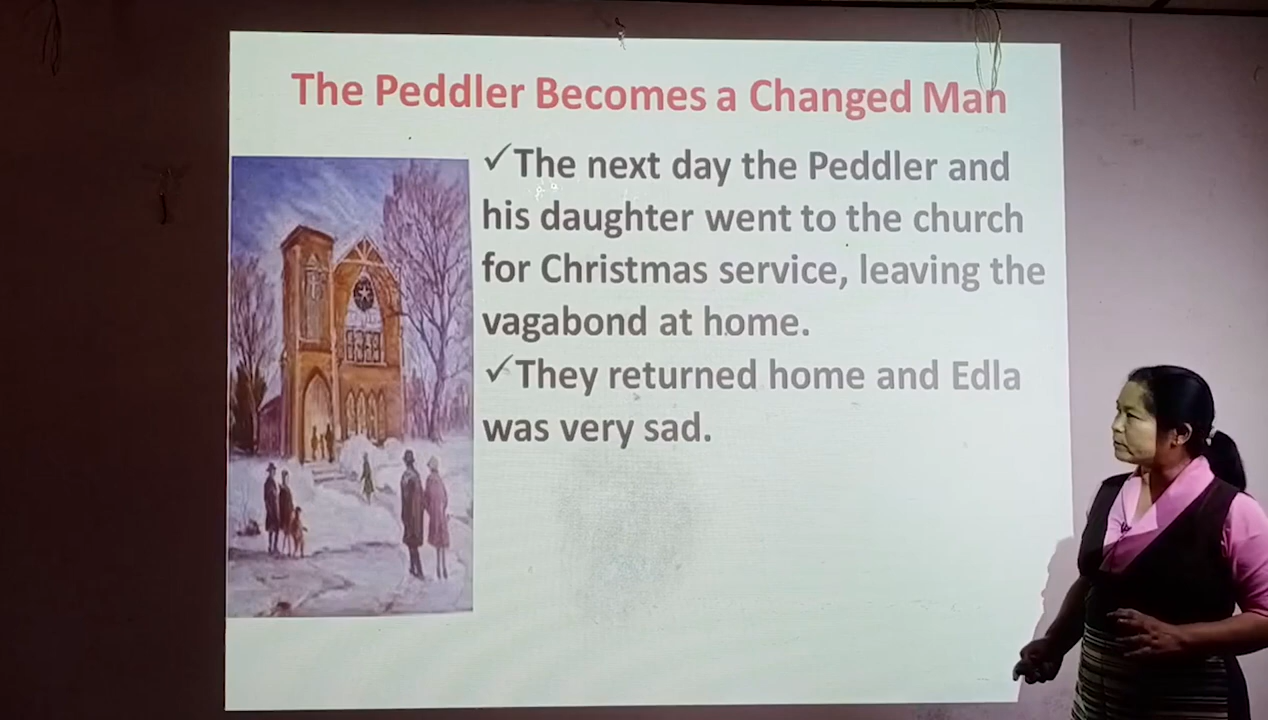 The Peddler Becomes a Changed Man
✓The next day the Peddler and
his daughter went to the church
for Christmas service, leaving the
vagabond at home.
✓They returned home and Edla
was very sad.